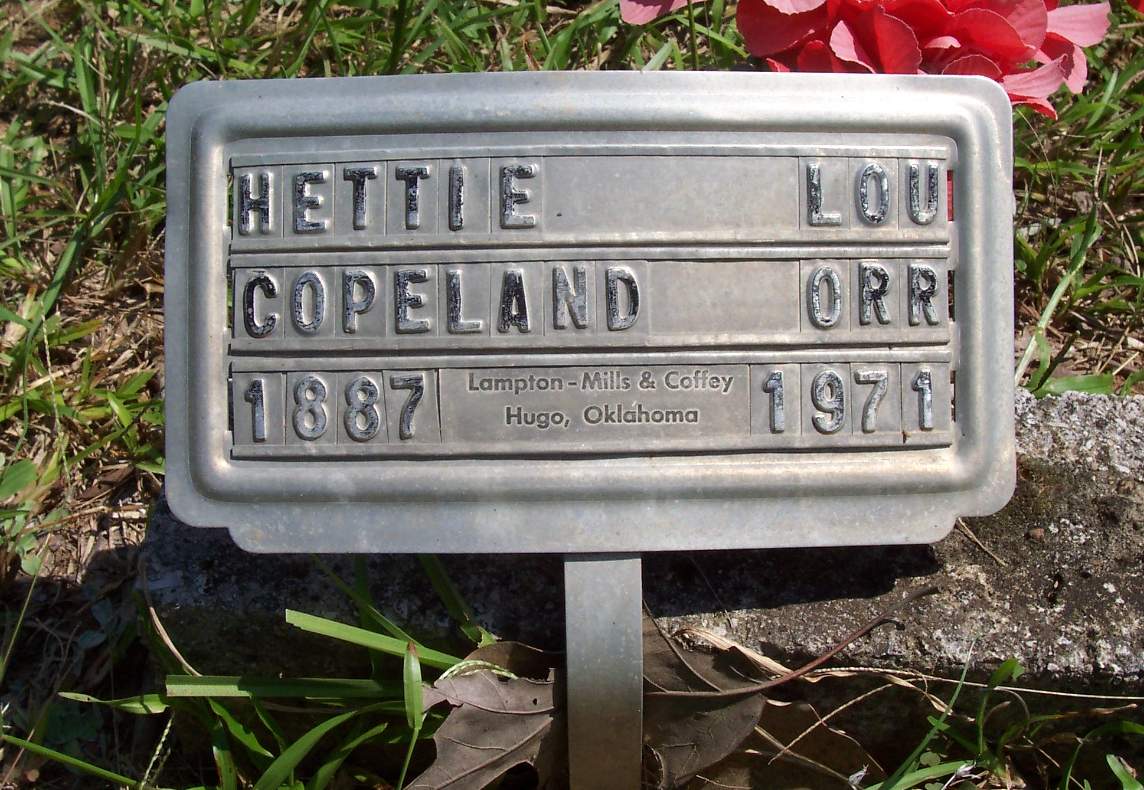 HETTIE LOU
COPELAND ORR
1887 Lampton-Mills & Coffey 1971
Hugo, Oklahoma